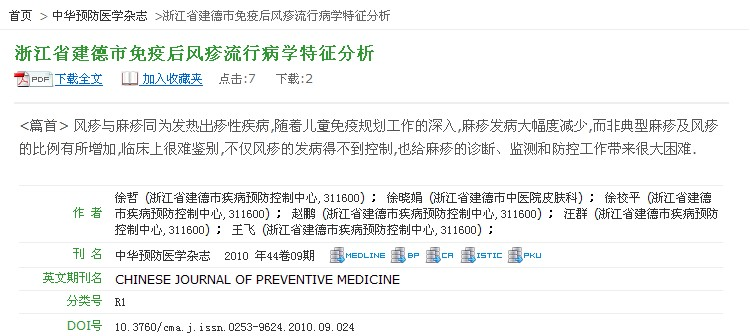 首页 > 中华预防医学杂志 >浙江省建德市免疫后风疹流行病学特征分析
浙江省建德市免疫后风疹流行病学特征分析
PDF 下载全文 加入收藏夹 点击:7 下载:2
<篇首> 风疹与麻疹同为发热出疹性疾病,随着儿童免疫规划工作的深入,麻疹发病大幅度减少,而非典型麻疹及风疹
的比例有所增加,临床上很难鉴别,不仅风疹的发病得不到控制,也给麻疹的诊断、监测和防控工作带来很大困难.
徐哲（浙江省建德市疾病预防控制中心,311600）； 徐晓娟（浙江省建德市中医院皮肤科）； 徐校平（浙江省建德
作 者 市疾病预防控制中心,311600）； 赵鹏（浙江省建德市疾病预防控制中心,311600）； 汪群（浙江省建德市疾病预防
控制中心,311600）； 王飞（浙江省建德市疾病预防控制中心,311600）；
刊 名 中华预防医学杂志 2010 年44卷09期 MEDLINE BP CA ISTIC PKU
英文期刊名 CHINESE JOURNAL OF PREVENTIVE MEDICINE
分类号 R1
DOI号 10.3760/cma.j.issn.0253-9624.2010.09.024